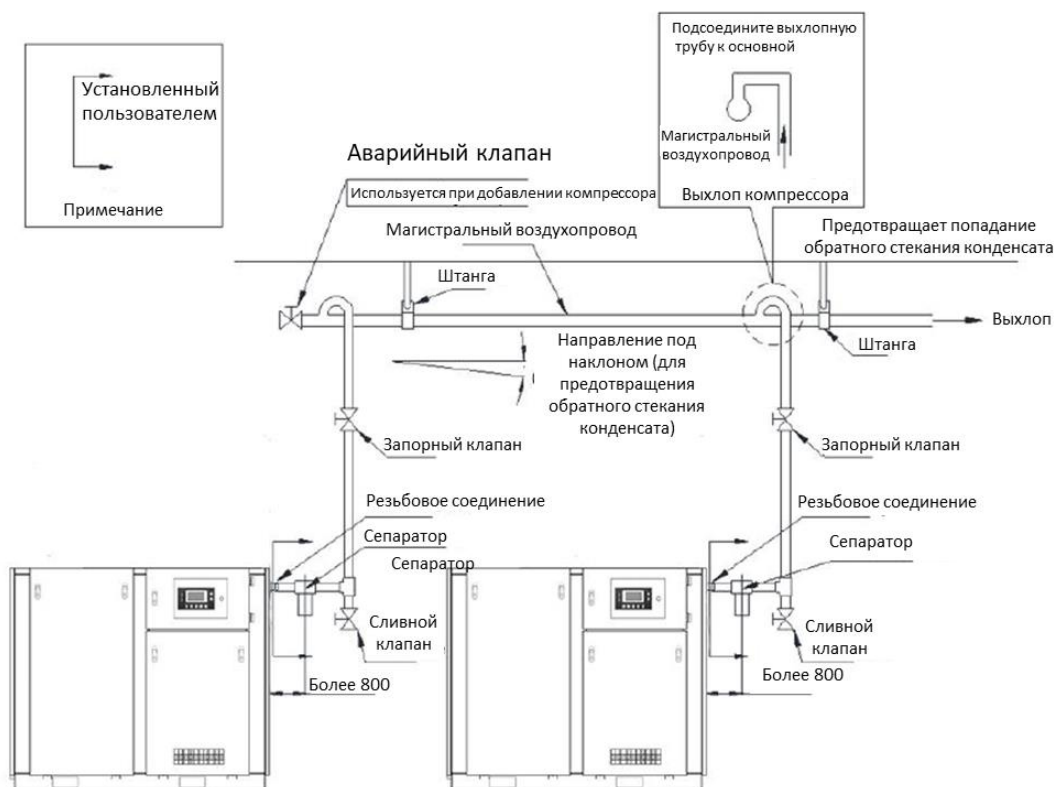 Установленный
пользователем
Примечание
Подсоедините выхлопную
трубу к основной
Магистральный
воздухопровод
Выхлоп компрессора
Аварийный клапан
Используется при добавлении компрессора
Магистральный воздухопровод
Предотвращает попадание
обратного стекания конденсата
Штанга
Выхлоп
Штанга
Направление под
наклоном (для
предотвращения
обратного стекания
конденсата)
Запорный клапан
Запорный клапан
Резьбовое соединение
Сепаратор
Сепаратор
Резьбовое соединение
Сепаратор
Сливной
клапан
Более 800
Сливной
клапан
Более 800